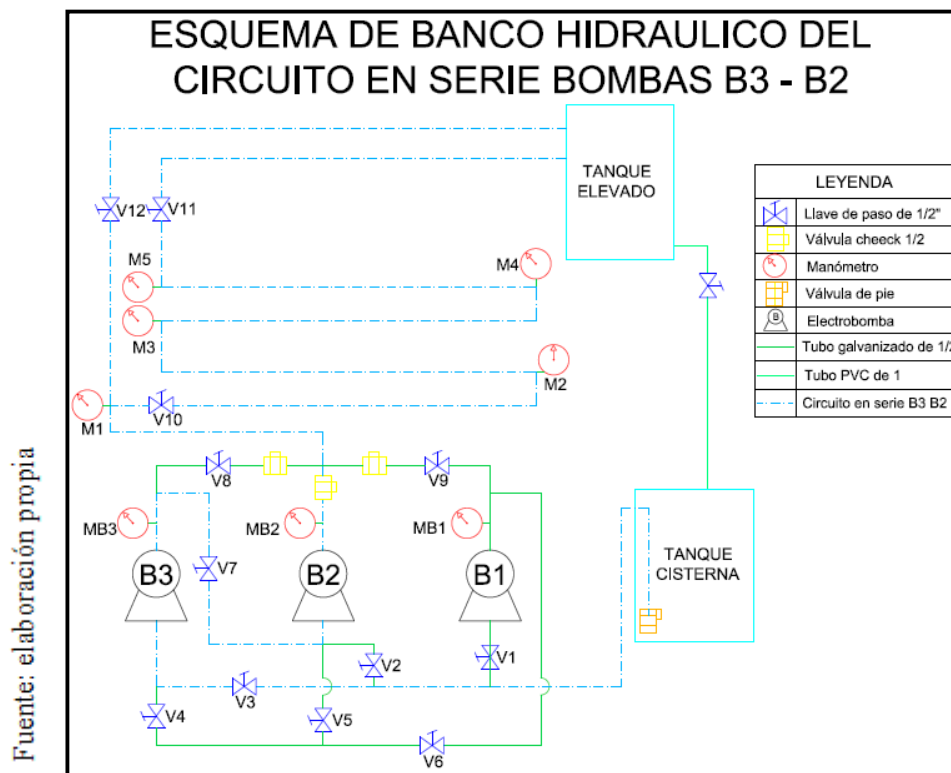 ESQUEMA DE BANCO HIDRAULICO DEL
CIRCUITO EN SERIE BOMBAS B3 - B2
TANQUE
ELEVADO
LEYENDA
Llave de paso de 1/2"
Válvula cheeck 1/2
Manómetro
Válvula de pie
B
Electrobomba
Tubo galvanizado de 1/2
Tubo PVC de 1
Circuito en serie B3 B2
V12
V11
M5
M4
M3
M2
M1
V10
V8
V9
MB3
MB2
MB1
B3
V7
B2
B1
TANQUE
CISTERNA
V2
V1
V3
V4
V5
V6
Fuente: elaboración propia